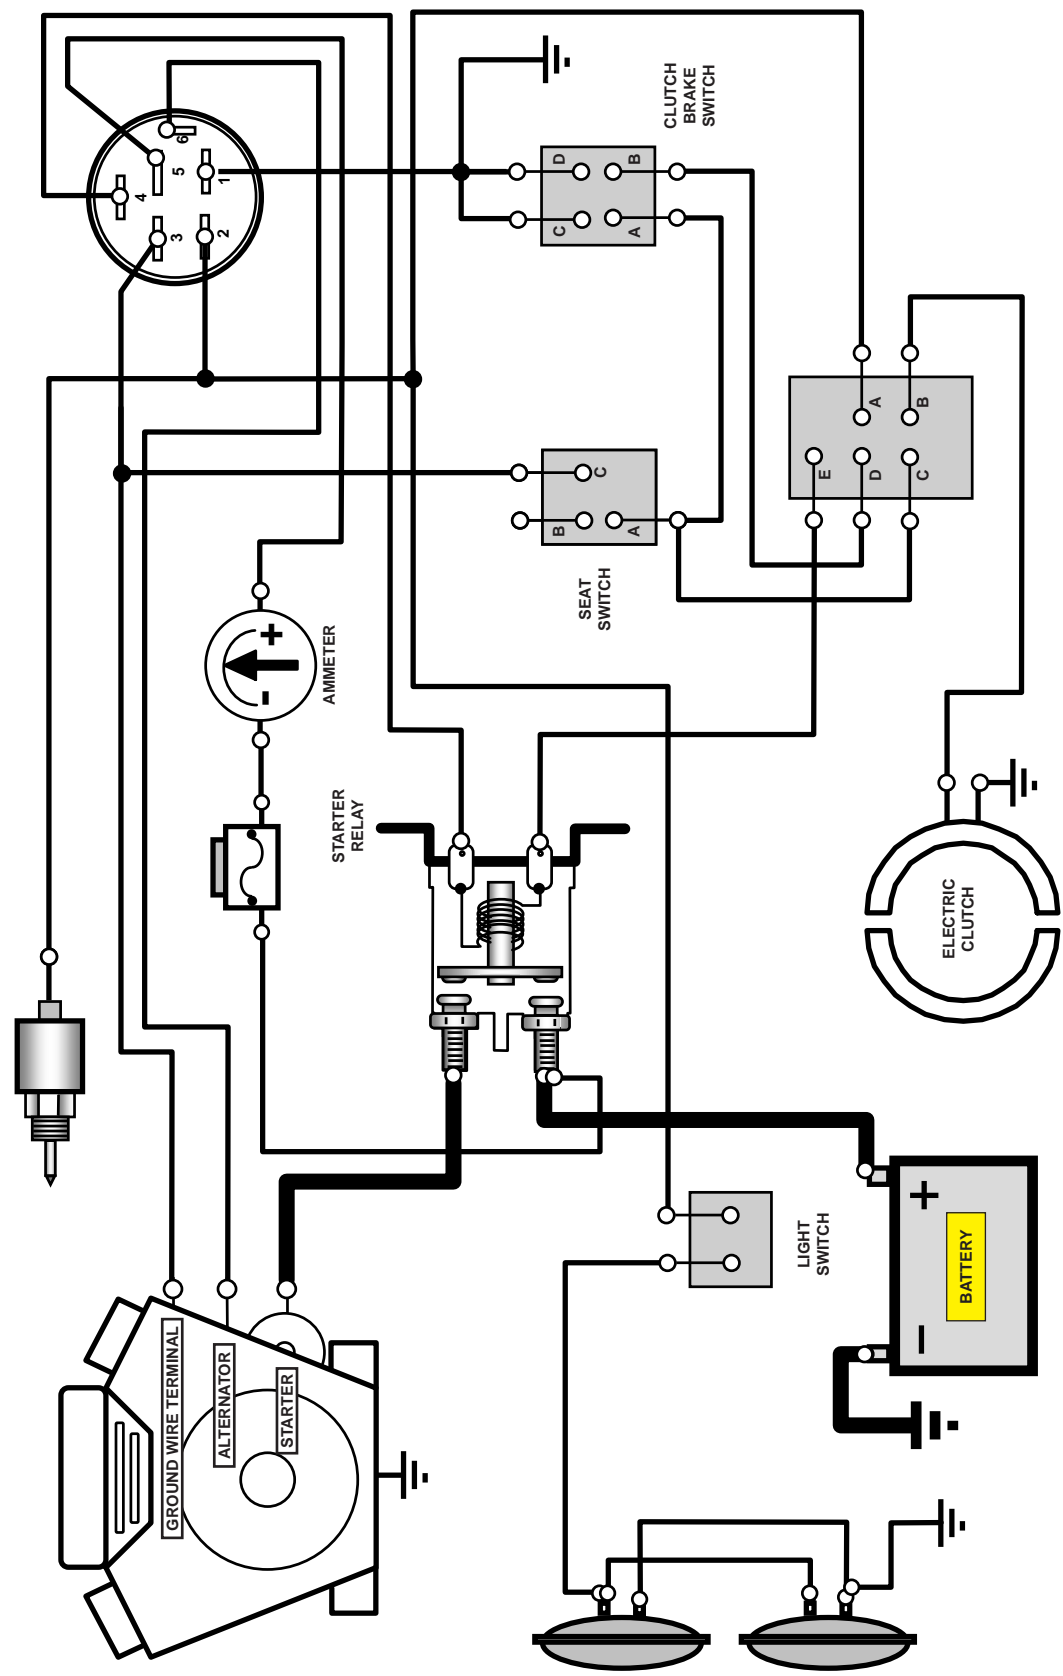 6
5
1
4
3
2
D
B
C
A
CLUTCH
BRAKE
SWITCH
A
B
E
D
C
C
B
A
SEAT
SWITCH
+
-
AMMETER
STARTER
RELAY
ELECTRIC
CLUTCH
LIGHT
SWITCH
+
BATTERY
-
GROUND WIRE TERMINAL
ALTERNATOR
STARTER